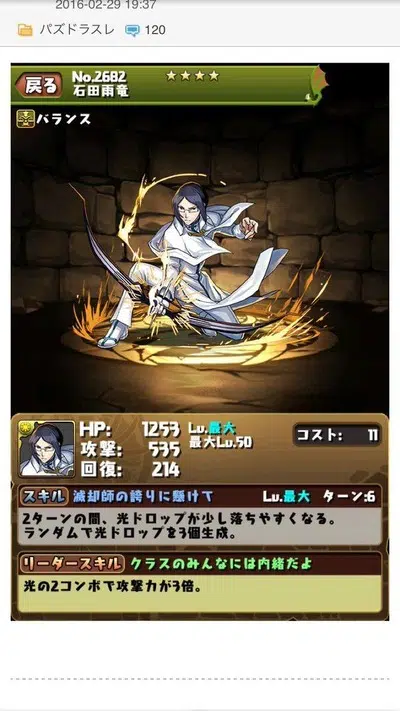 2016-02-29 19:37
パズドラスレ 120
戻る No.2682 ★★★★
石田雨竜
バランス
HP: 1253 Lv.最大
攻撃: 535 最大Lv.50
回復: 214
コスト: 11
スキル 滅却師の誇りに懸けて Lv.最大 ターン:6
2ターンの間、光ドロップが少し落ちやすくなる。
ランダムで光ドロップを3個生成。
リーダースキル クラスのみんなには内緒だよ
光の2コンボで攻撃力が3倍。